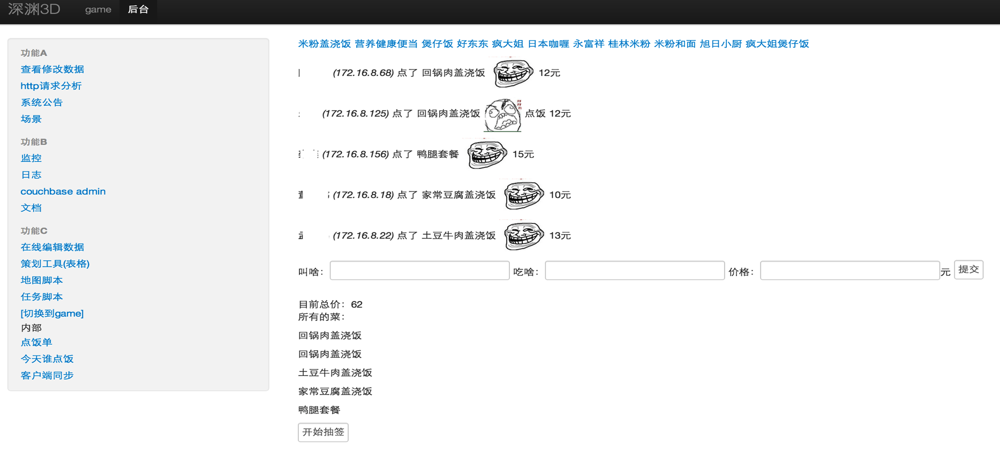 深渊3D game 后台
功能A
查看修改数据
http请求分析
系统公告
场景
功能B
监控
日志
couchbase admin
文档
功能C
在线编辑数据
策划工具(表格)
地图脚本
任务脚本
[切换到game]
内部
点饭单
今天谁点饭
客户端同步
米粉盖浇饭 营养健康便当 煲仔饭 好东东 疯大姐 日本咖喱 永富祥 桂林米粉 米粉和面 旭日小厨 疯大姐煲仔饭
(172.16.8.68) 点了 回锅肉盖浇饭 12元
(172.16.8.125) 点了 回锅肉盖浇饭 点饭 12元
(172.16.8.156) 点了 鸭腿套餐 15元
(172.16.8.18) 点了 家常豆腐盖浇饭 10元
(172.16.8.22) 点了 土豆牛肉盖浇饭 13元
叫啥： 吃啥： 价格： 元 提交
目前总价：62
所有的菜：
回锅肉盖浇饭
回锅肉盖浇饭
土豆牛肉盖浇饭
家常豆腐盖浇饭
鸭腿套餐
开始抽签